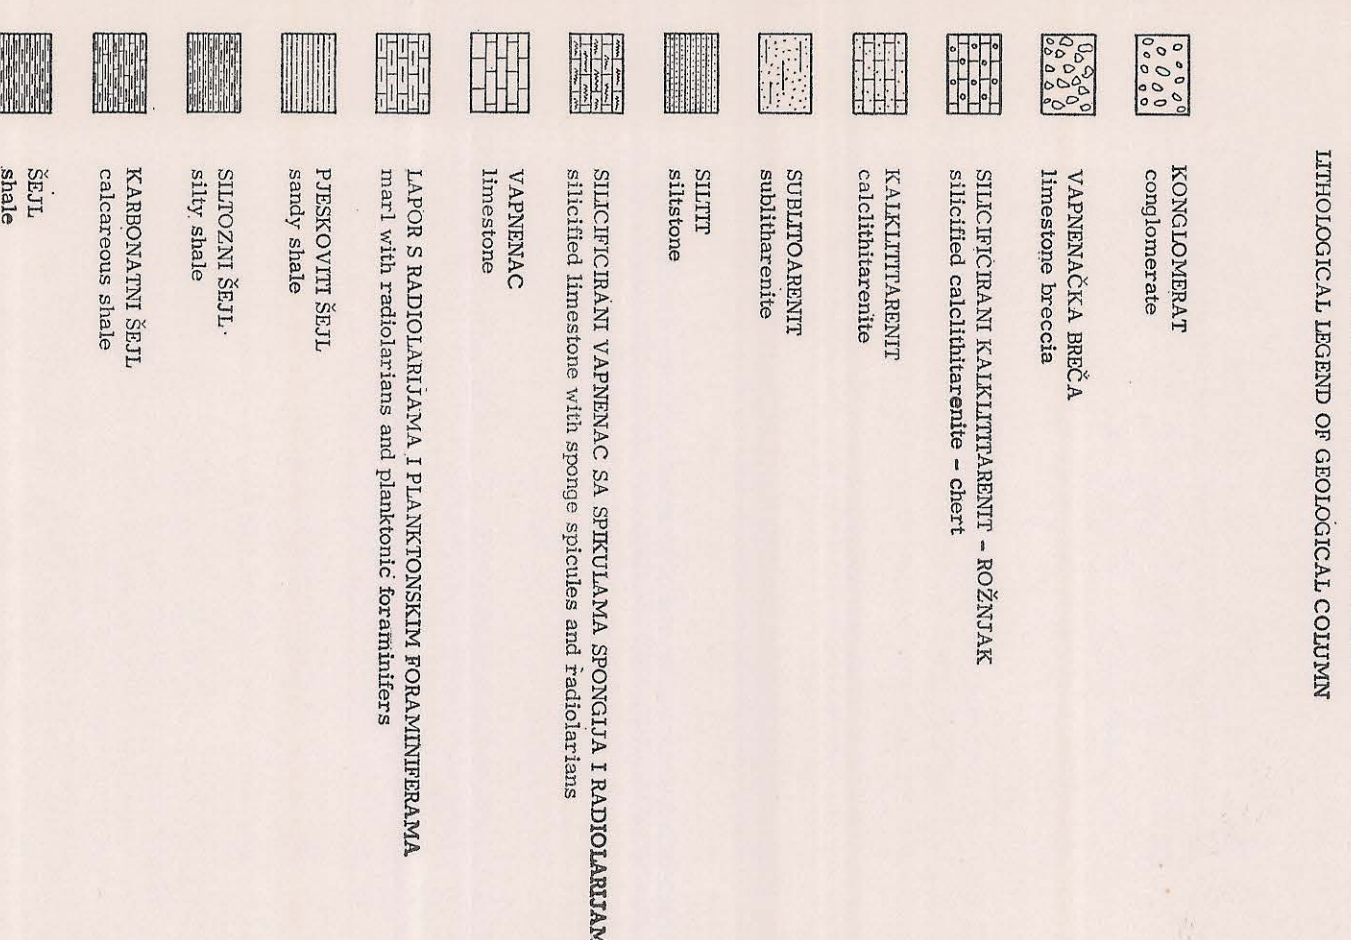 LITHOLOGICAL LEGEND OF GEOLOGICAL COLUMN
KONGLOMERAT
conglomerate
VAPNENAČKA BREČA
limestone breccia
SILICIFICIRANI KALKLITITARENIT - ROŽNJAK
silicified calclithitarenite - chert
KALKLITITARENIT
calclithitarenite
SUBLITOARENIT
sublitharenite
SILTIT
siltstone
SILICIFICIRANI VAPNENAC SA SPIKULAMA SPONGIJA I RADIOLARIJAM
silicified limestone with sponge spicules and radiolarians
VAPNENAC
limestone
LAPOR S RADIOLARIJAMA I PLANKTONSKIM FORAMINIFERAMA
marl with radiolarians and planktonic foraminifers
PJESKOVITI ŠEJL
sandy shale
SILTOZNI ŠEJL
silty shale
KARBONATNI ŠEJL
calcareous shale
ŠEJL
shale